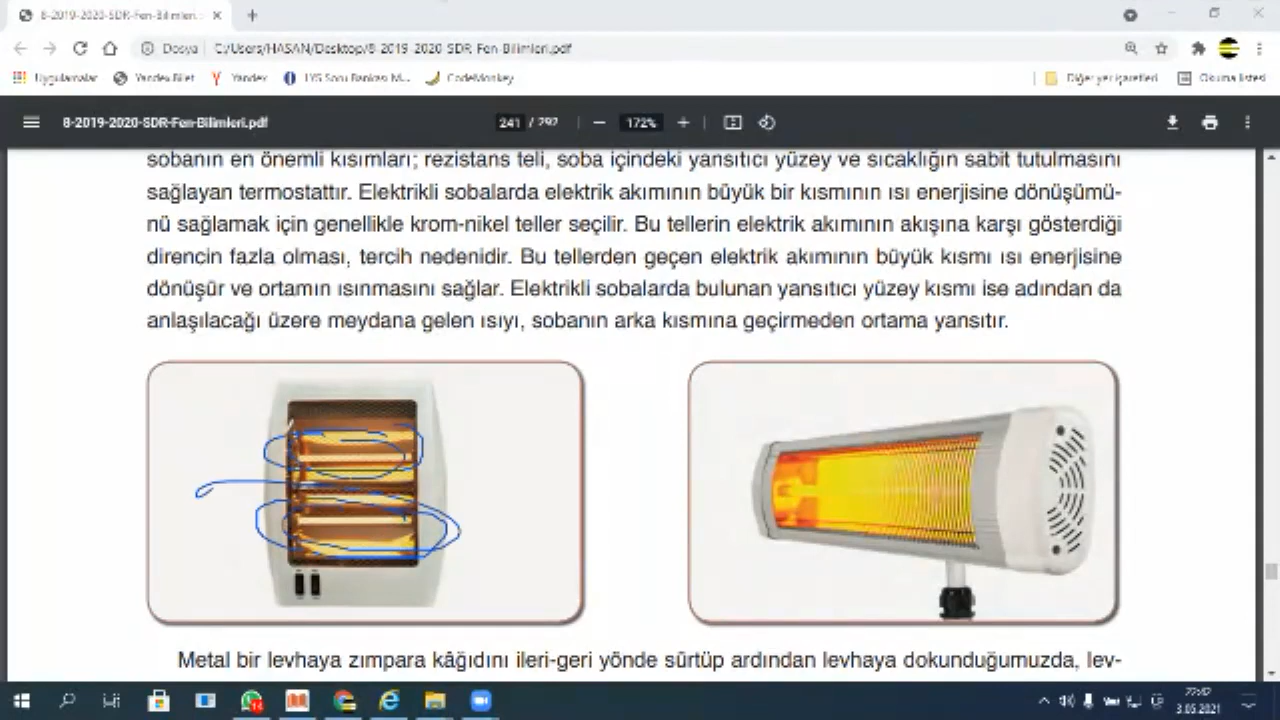 8-2019-2020-SDR-Fen-Bilimleri.
Dosya C:/Users/HASAN/Desktop/8-2019-2020-SDR-Fen-Bilimleri.pdf
Uygulamalar Yandex Yandex CodeMonkey Diğer yer işaretleri Okuma listesi
8-2019-2020-SDR-Fen-Bilimleri.pdf 241 / 292 172%
sobanın en önemli kısımları; rezistans teli, soba içindeki yansıtıcı yüzey ve sıcaklığın sabit tutulmasını
sağlayan termostattır. Elektrikli sobalarda elektrik akımının büyük bir kısmının ısı enerjisine dönüşümü-
nü sağlamak için genellikle krom-nikel teller seçilir. Bu tellerin elektrik akımının akışına karşı gösterdiği
direncin fazla olması, tercih nedenidir. Bu tellerden geçen elektrik akımının büyük kısmı ısı enerjisine
dönüşür ve ortamın ısınmasını sağlar. Elektrikli sobalarda bulunan yansıtıcı yüzey kısmı ise adından da
anlaşılacağı üzere meydana gelen ısıyı, sobanın arka kısmına geçirmeden ortama yansıtır.
Metal bir levhaya zımpara kâğıdını ileri-geri yönde sürtüp ardından levhaya dokunduğumuzda, lev-
3.05.2021